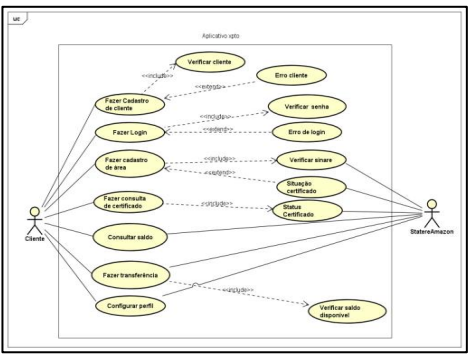 uc
Aplicativo xpto
Verificar cliente
<<include>>
Erro cliente
<<extend>>
Fazer Cadastro
de cliente
<<include>>
Verificar senha
Fazer Login
<<extend>>
Erro de login
Fazer cadastro
de área
<<include>>
Verificar sinare
<<extend>>
Situação
certificado
Fazer consulta
de certificado
<<include>>
Status
Certificado
Cliente
StatereAmazon
Consultar saldo
Fazer transferência
<<include>>
Configurar perfil
Verificar saldo
disponível